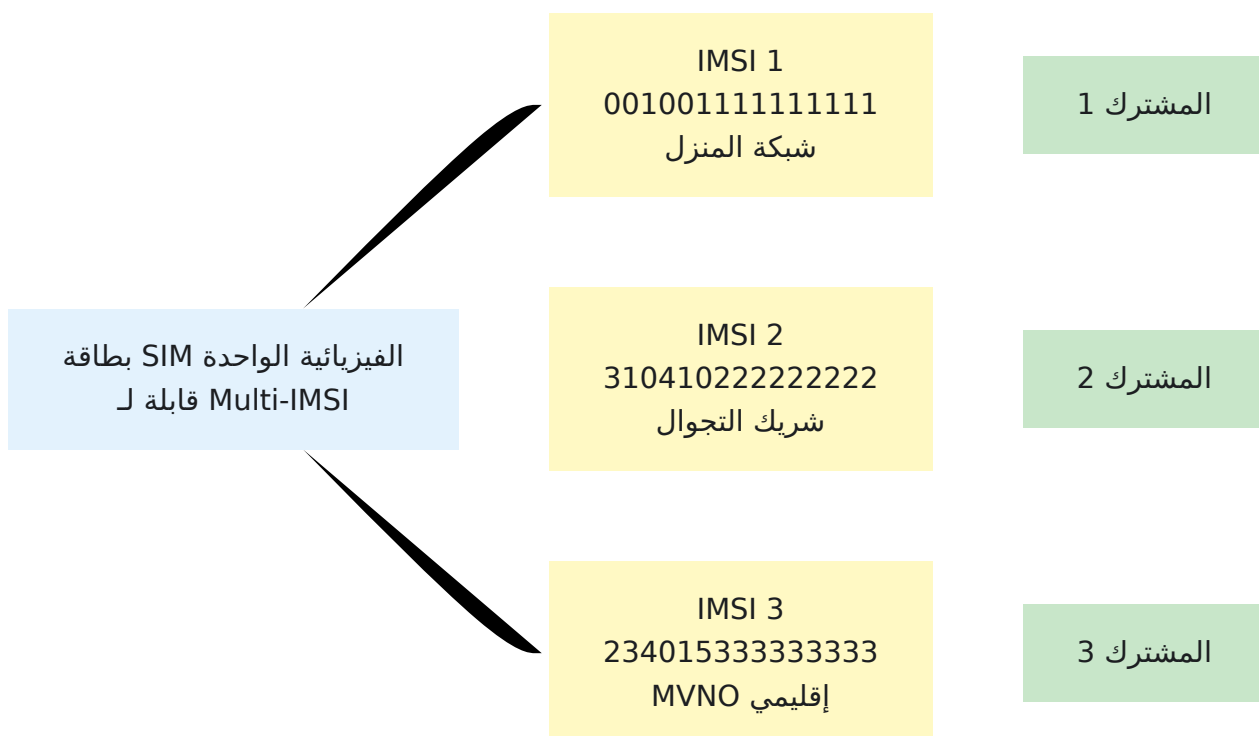 IMSI 1
001001111111111
شبكة المنزل
المشترك 1
الفيزيائية الواحدة SIM بطاقة
Multi-IMSI قابلة لـ
IMSI 2
310410222222222
شريك التجوال
المشترك 2
IMSI 3
234015333333333
إقليمي MVNO
المشترك 3